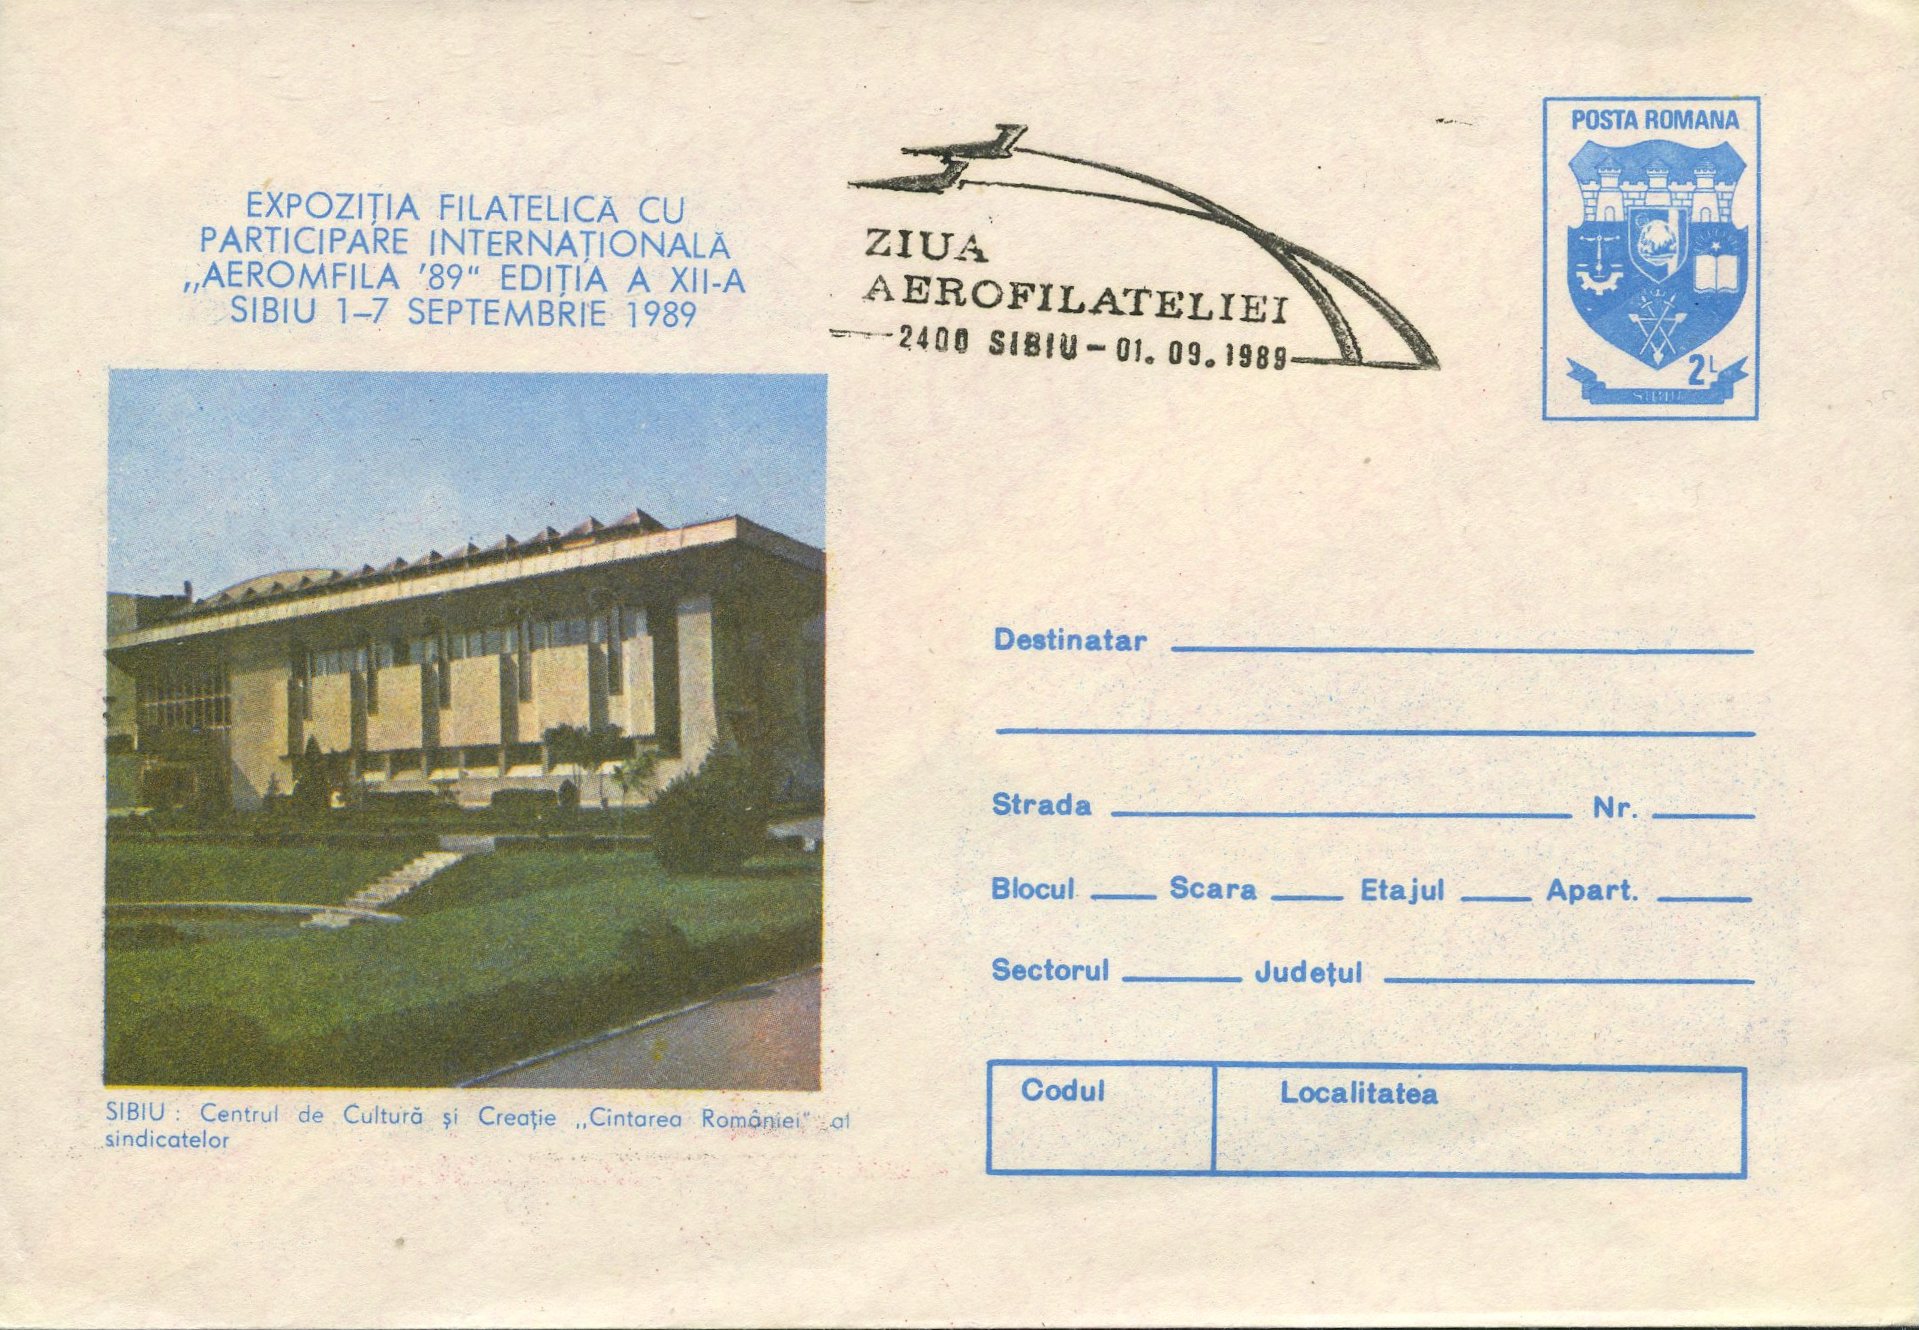 EXPOZIȚIA FILATELICĂ CU
PARTICIPARE INTERNAȚIONALĂ
„AEROMFILA '89“ EDIȚIA A XII-A
SIBIU 1–7 SEPTEMBRIE 1989
ZIUA
AEROFILATELIEI
2400 SIBIU – 01. 09. 1989
POSTA ROMANA
2L
SIBIU
Destinatar
Strada Nr.
Blocul Scara Etajul Apart.
Sectorul Județul
Codul Localitatea
SIBIU : Centrul de Cultură și Creație „Cintarea României“ al
sindicatelor